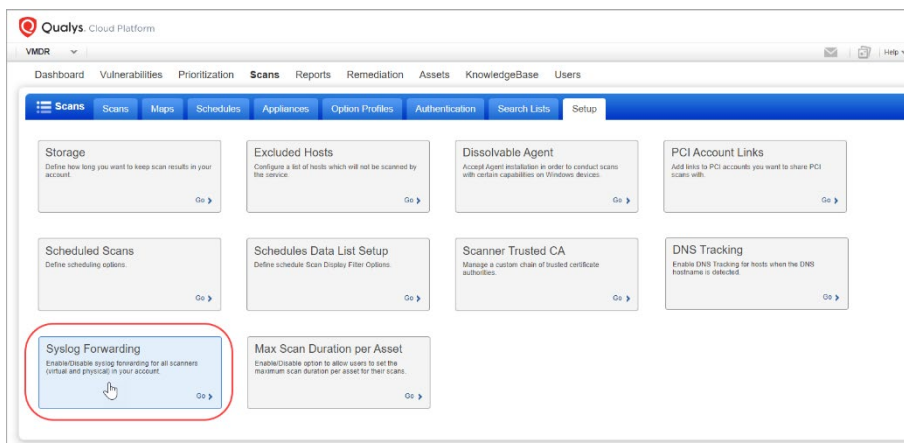 Qualys. Cloud Platform
VMDR
Help
Dashboard Vulnerabilities Prioritization Scans Reports Remediation Assets KnowledgeBase Users
Scans Scans Maps Schedules Appliances Option Profiles Authentication Search Lists Setup
Storage
Define how long you want to keep scan results in your
account.
Go
Excluded Hosts
Configure a list of hosts which will not be scanned by
the service.
Go
Dissolvable Agent
Accept Agent installation in order to conduct scans
with certain capabilities on Windows devices.
Go
PCI Account Links
Add links to PCI accounts you want to share PCI
scans with.
Go
Scheduled Scans
Define scheduling options.
Go
Schedules Data List Setup
Define schedule Scan Display Filter Options.
Go
Scanner Trusted CA
Manage a custom chain of trusted certificate
authorities.
Go
DNS Tracking
Enable DNS Tracking for hosts when the DNS
hostname is detected.
Go
Syslog Forwarding
Enable/Disable syslog forwarding for all scanners
(virtual and physical) in your account.
Go
Max Scan Duration per Asset
Enable/Disable option to allow users to set the
maximum scan duration per asset for their scans.
Go